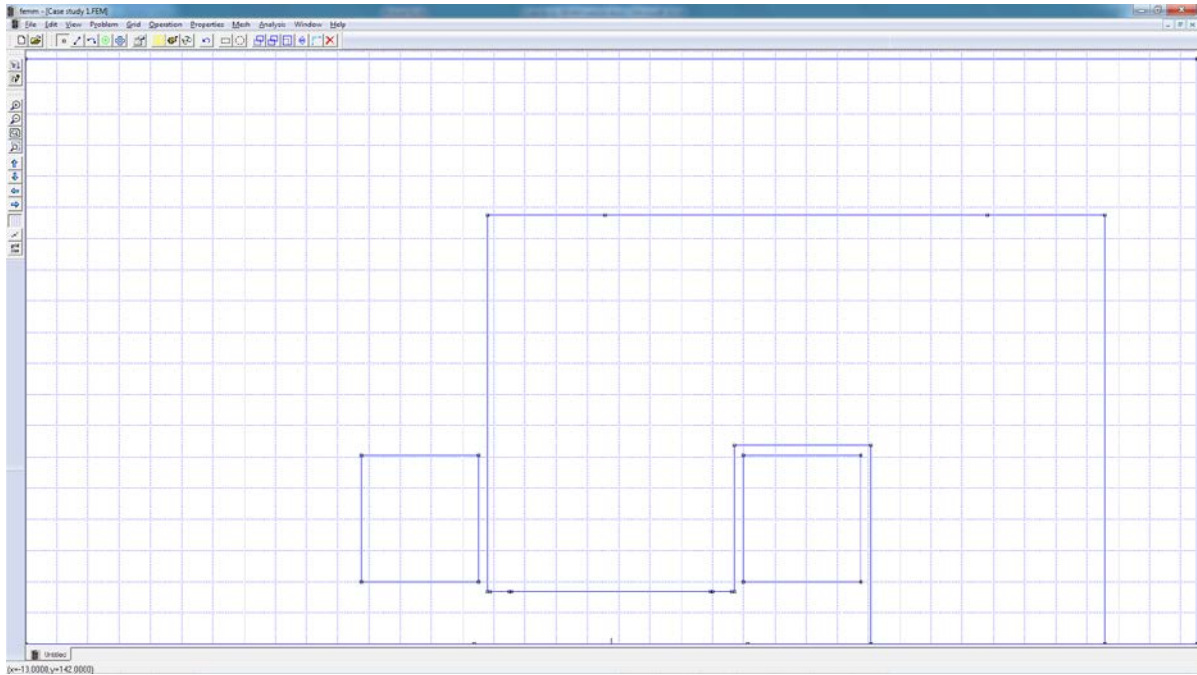 femm - [Case study 1.FEM]
File Edit View Problem Grid Operation Properties Mesh Analysis Window Help
Untitled
(x=-13.0000,y=142.0000)